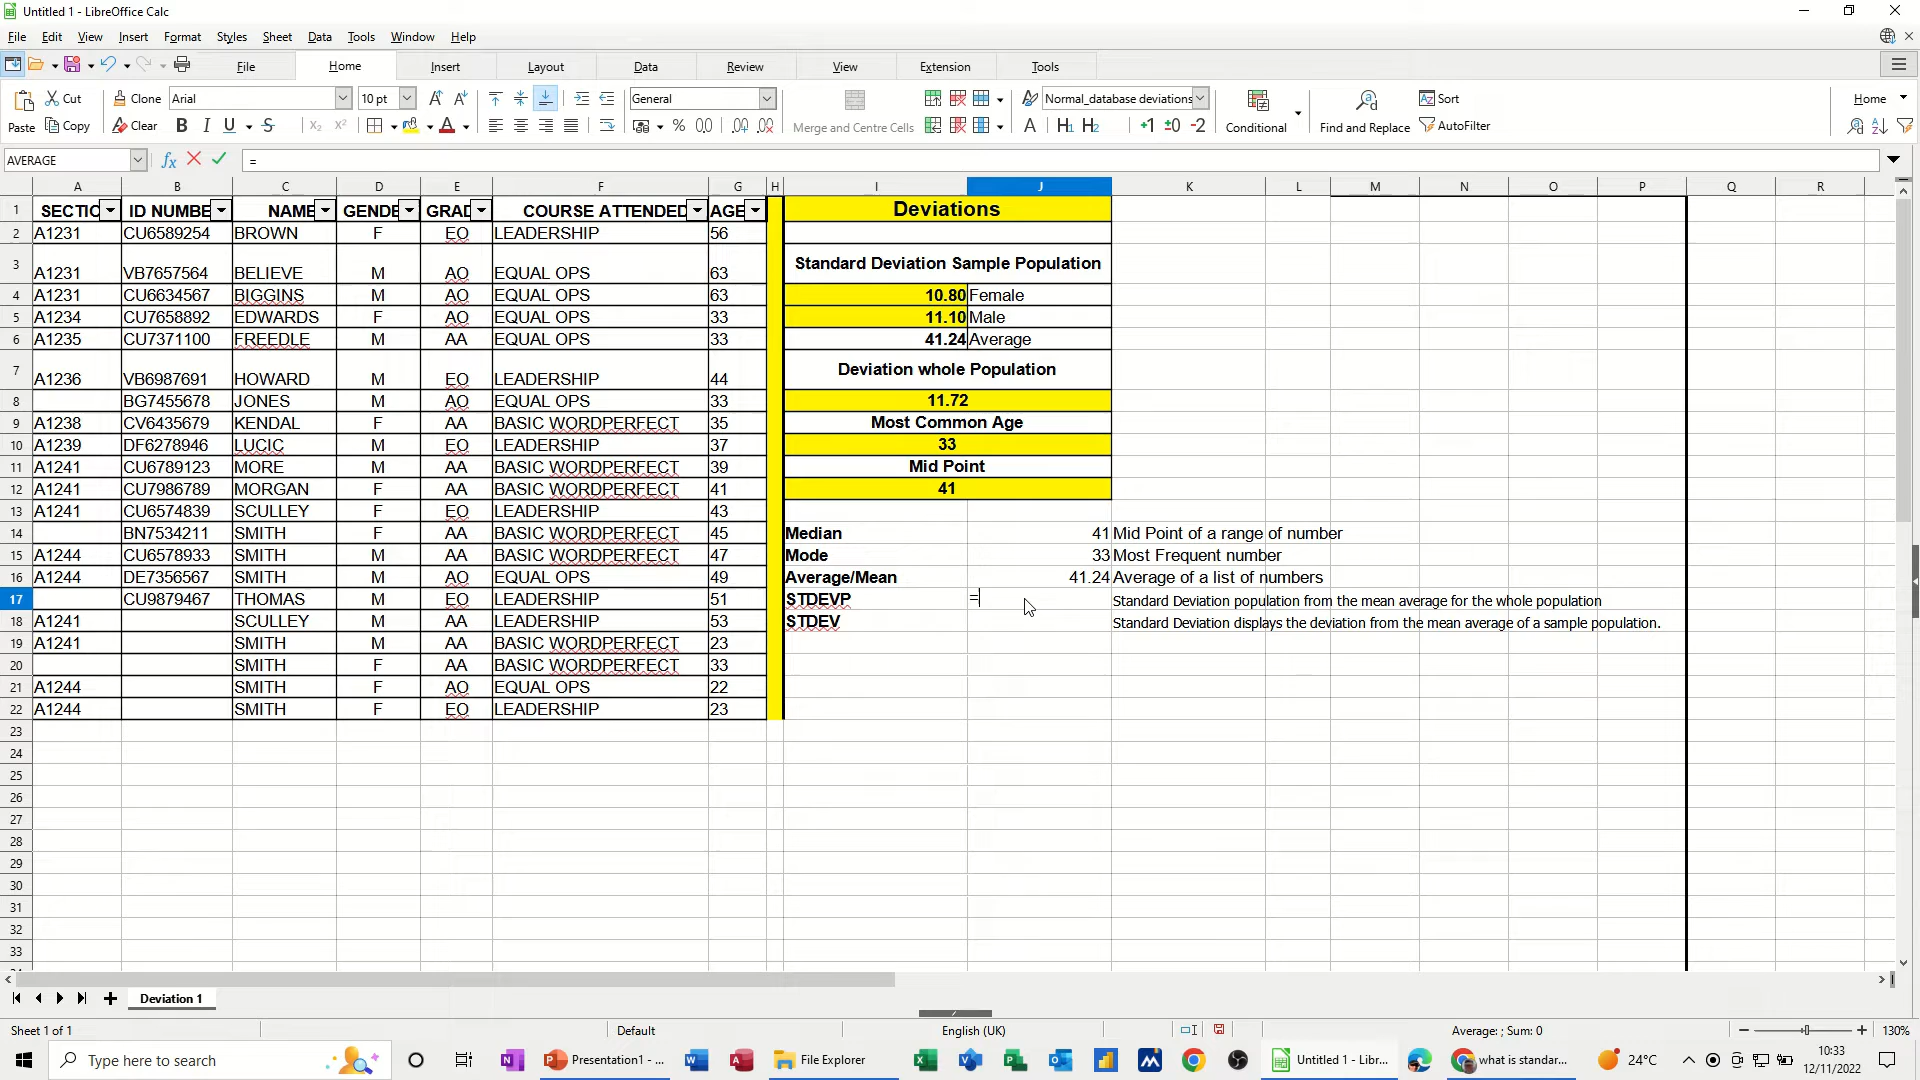 Untitled 1 - LibreOffice Calc
File Edit View Insert Format Styles Sheet Data Tools Window Help
File Home Insert Layout Data Review View Extension Tools
Cut Clone Arial 10 pt General Normal_database deviations Sort Home
Paste Copy Clear Merge and Centre Cells Conditional Find and Replace AutoFilter
AVERAGE =
A B C D E F G H I J K L M N O P Q R
1 SECTIO ID NUMBE NAME GENDE GRAD COURSE ATTENDED AGE Deviations
2 A1231 CU6589254 BROWN F EO LEADERSHIP 56
3 A1231 VB7657564 BELIEVE M AO EQUAL OPS 63 Standard Deviation Sample Population
4 A1231 CU6634567 BIGGINS M AO EQUAL OPS 63 10.80 Female
5 A1234 CU7658892 EDWARDS F AO EQUAL OPS 33 11.10 Male
6 A1235 CU7371100 FREEDLE M AA EQUAL OPS 33 41.24 Average
7 A1236 VB6987691 HOWARD M EO LEADERSHIP 44 Deviation whole Population
8 BG7455678 JONES M AO EQUAL OPS 33 11.72
9 A1238 CV6435679 KENDAL F AA BASIC WORDPERFECT 35 Most Common Age
10 A1239 DF6278946 LUCIC M EO LEADERSHIP 37 33
11 A1241 CU6789123 MORE M AA BASIC WORDPERFECT 39 Mid Point
12 A1241 CU7986789 MORGAN F AA BASIC WORDPERFECT 41 41
13 A1241 CU6574839 SCULLEY F EO LEADERSHIP 43
14 BN7534211 SMITH F AA BASIC WORDPERFECT 45 Median 41 Mid Point of a range of number
15 A1244 CU6578933 SMITH M AA BASIC WORDPERFECT 47 Mode 33 Most Frequent number
16 A1244 DE7356567 SMITH M AO EQUAL OPS 49 Average/Mean 41.24 Average of a list of numbers
17 CU9879467 THOMAS M EO LEADERSHIP 51 STDEVP = Standard Deviation population from the mean average for the whole population
18 A1241 SCULLEY M AA LEADERSHIP 53 STDEV Standard Deviation displays the deviation from the mean average of a sample population.
19 A1241 SMITH M AA BASIC WORDPERFECT 23
20 SMITH F AA BASIC WORDPERFECT 33
21 A1244 SMITH F AO EQUAL OPS 22
22 A1244 SMITH F EO LEADERSHIP 23
23
24
25
26
27
28
29
30
31
32
33
Deviation 1
Sheet 1 of 1 Default English (UK) Average: ; Sum: 0 130%
Type here to search Presentation1 - ... File Explorer Untitled 1 - Libr... what is standar... 24°C 10:33
12/11/2022